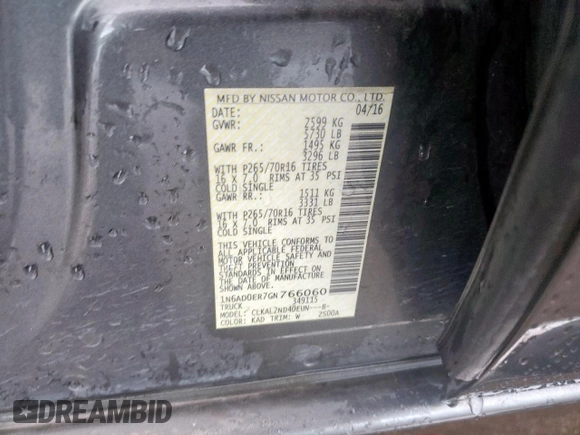 MFD BY NISSAN MOTOR CO., LTD.
DATE: 04/16
GVWR: 2599 KG
5730 LB
GAWR FR.: 1495 KG
3296 LB
WITH P265/70R16 TIRES
16 X 7.0 RIMS AT 35 PSI
COLD SINGLE
GAWR RR.: 1511 KG
3331 LB
WITH P265/70R16 TIRES
16 X 7.0 RIMS AT 35 PSI
COLD SINGLE
THIS VEHICLE CONFORMS TO
ALL APPLICABLE FEDERAL
MOTOR VEHICLE SAFETY AND
THEFT PREVENTION
STANDARDS IN EFFECT ON
THE DATE OF MANUFACTURE
SHOWN ABOVE.
1N6AD0ER7GN766060
TRUCK 349115
MODEL: CLKAL2ND40EUN---B-
COLOR: KAD TRIM: W 2S00A
DREAMBID